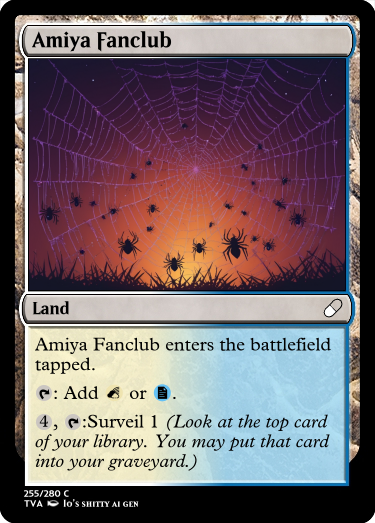 Amiya Fanclub
Land
Amiya Fanclub enters the battlefield
tapped.
: Add or .
4, :Surveil 1 (Look at the top card
of your library. You may put that card
into your graveyard.)
255/280 C
TVA Io's SHITTY AI GEN